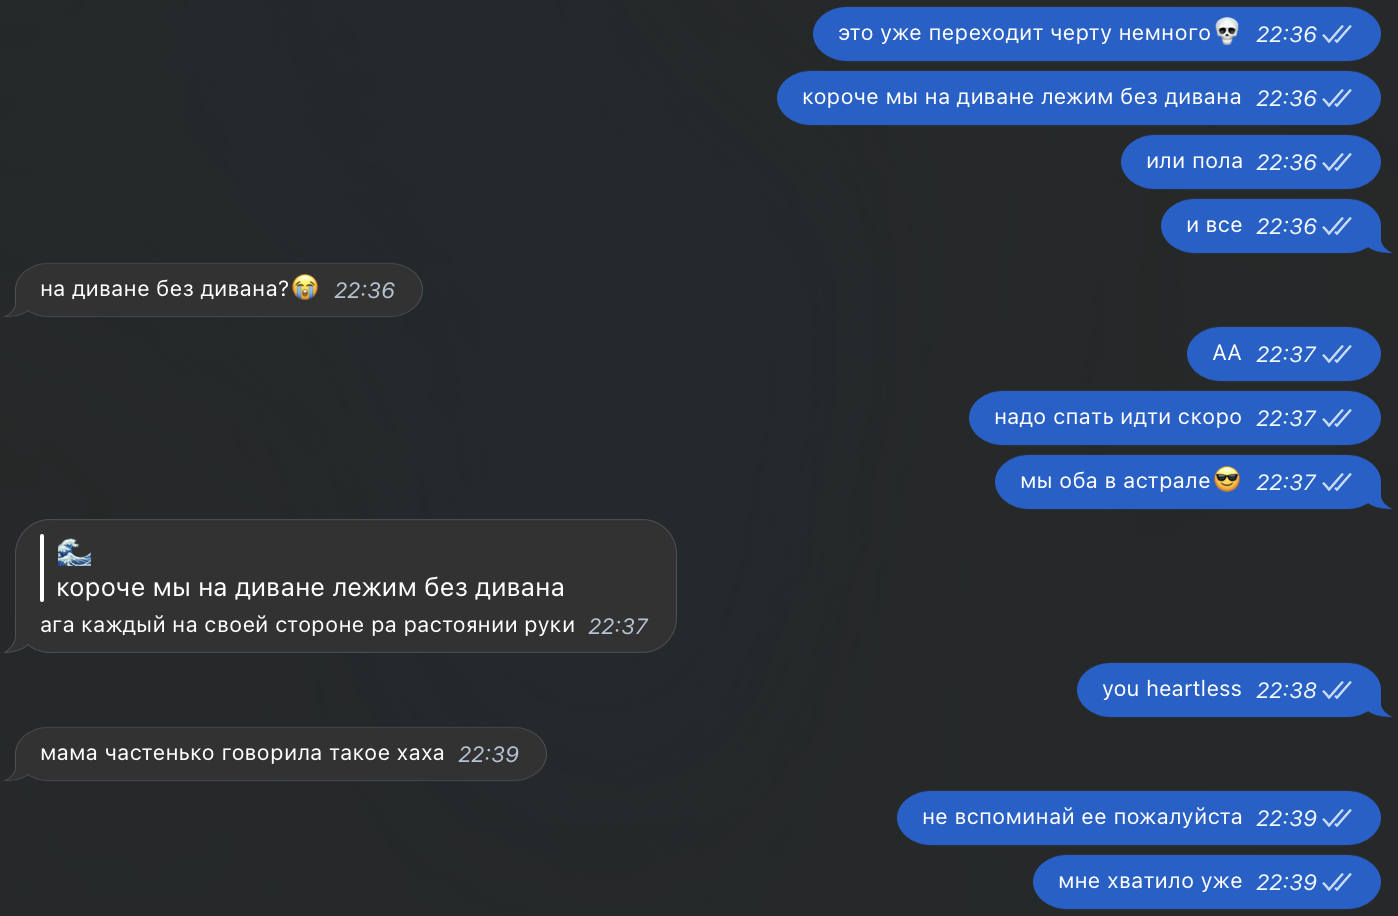 это уже переходит черту немного💀 22:36
короче мы на диване лежим без дивана 22:36
или пола 22:36
и все 22:36
на диване без дивана?😭 22:36
АА 22:37
надо спать идти скоро 22:37
мы оба в астрале😎 22:37
🌊
короче мы на диване лежим без дивана
ага каждый на своей стороне ра растоянии руки 22:37
you heartless 22:38
мама частенько говорила такое хаха 22:39
не вспоминай ее пожалуйста 22:39
мне хватило уже 22:39